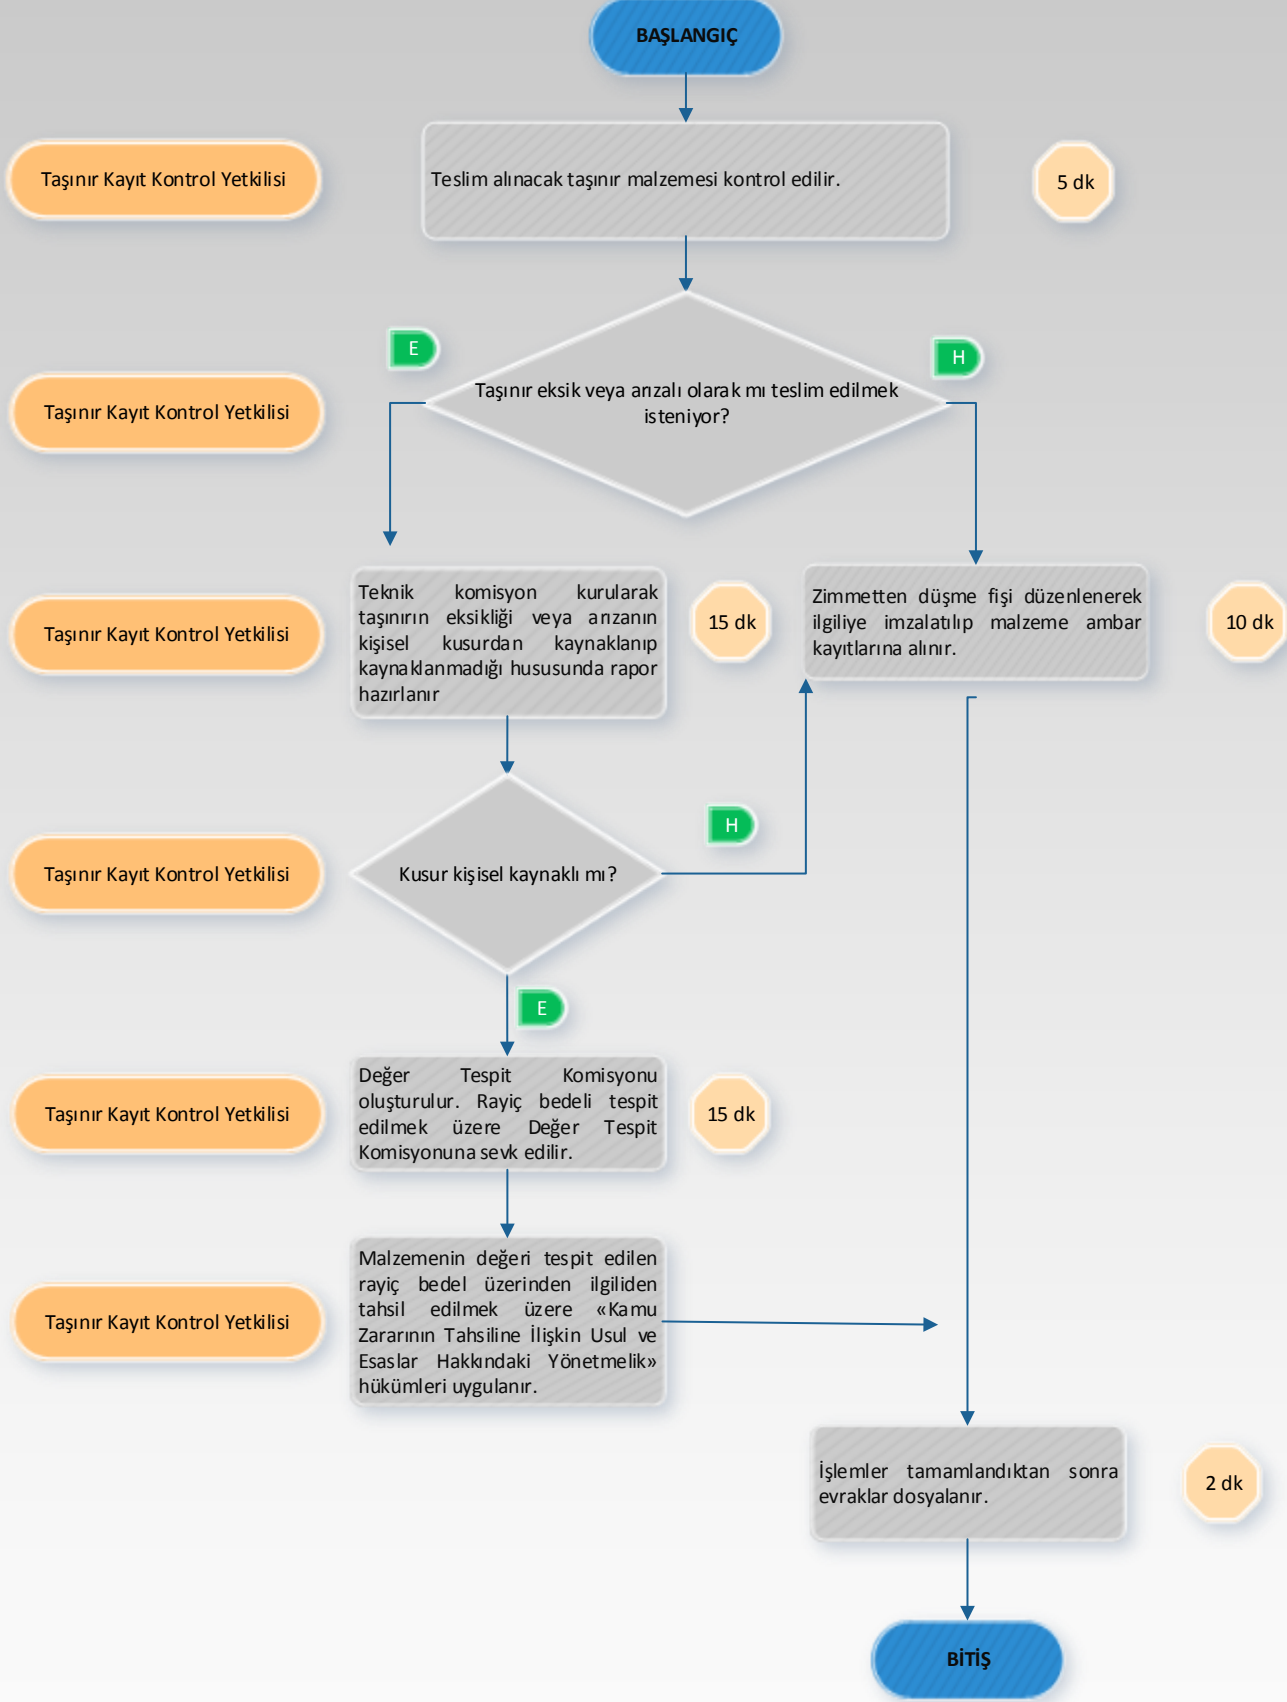 BAŞLANGIÇ
Taşınır Kayıt Kontrol Yetkilisi
Teslim alınacak taşınır malzemesi kontrol edilir.
5 dk
E
H
Taşınır Kayıt Kontrol Yetkilisi
Taşınır eksik veya arızalı olarak mı teslim edilmek
isteniyor?
Taşınır Kayıt Kontrol Yetkilisi
Teknik komisyon kurularak
taşınırın eksikliği veya arızanın
kişisel kusurdan kaynaklanıp
kaynaklanmadığı hususunda rapor
hazırlanır
15 dk
Zimmetten düşme fişi düzenlenerek
ilgiliye imzalatılıp malzeme ambar
kayıtlarına alınır.
10 dk
H
Taşınır Kayıt Kontrol Yetkilisi
Kusur kişisel kaynaklı mı?
E
Taşınır Kayıt Kontrol Yetkilisi
Değer Tespit Komisyonu
oluşturulur. Rayiç bedeli tespit
edilmek üzere Değer Tespit
Komisyonuna sevk edilir.
15 dk
Taşınır Kayıt Kontrol Yetkilisi
Malzemenin değeri tespit edilen
rayiç bedel üzerinden ilgiliden
tahsil edilmek üzere «Kamu
Zararının Tahsiline İlişkin Usul ve
Esaslar Hakkındaki Yönetmelik»
hükümleri uygulanır.
İşlemler tamamlandıktan sonra
evraklar dosyalanır.
2 dk
BİTİŞ